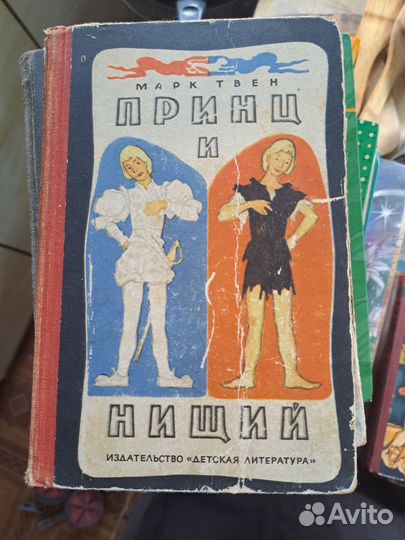 МАРК ТВЕН
ПРИНЦ
И
НИЩИЙ
ИЗДАТЕЛЬСТВО «ДЕТСКАЯ ЛИТЕРАТУРА»
Avito